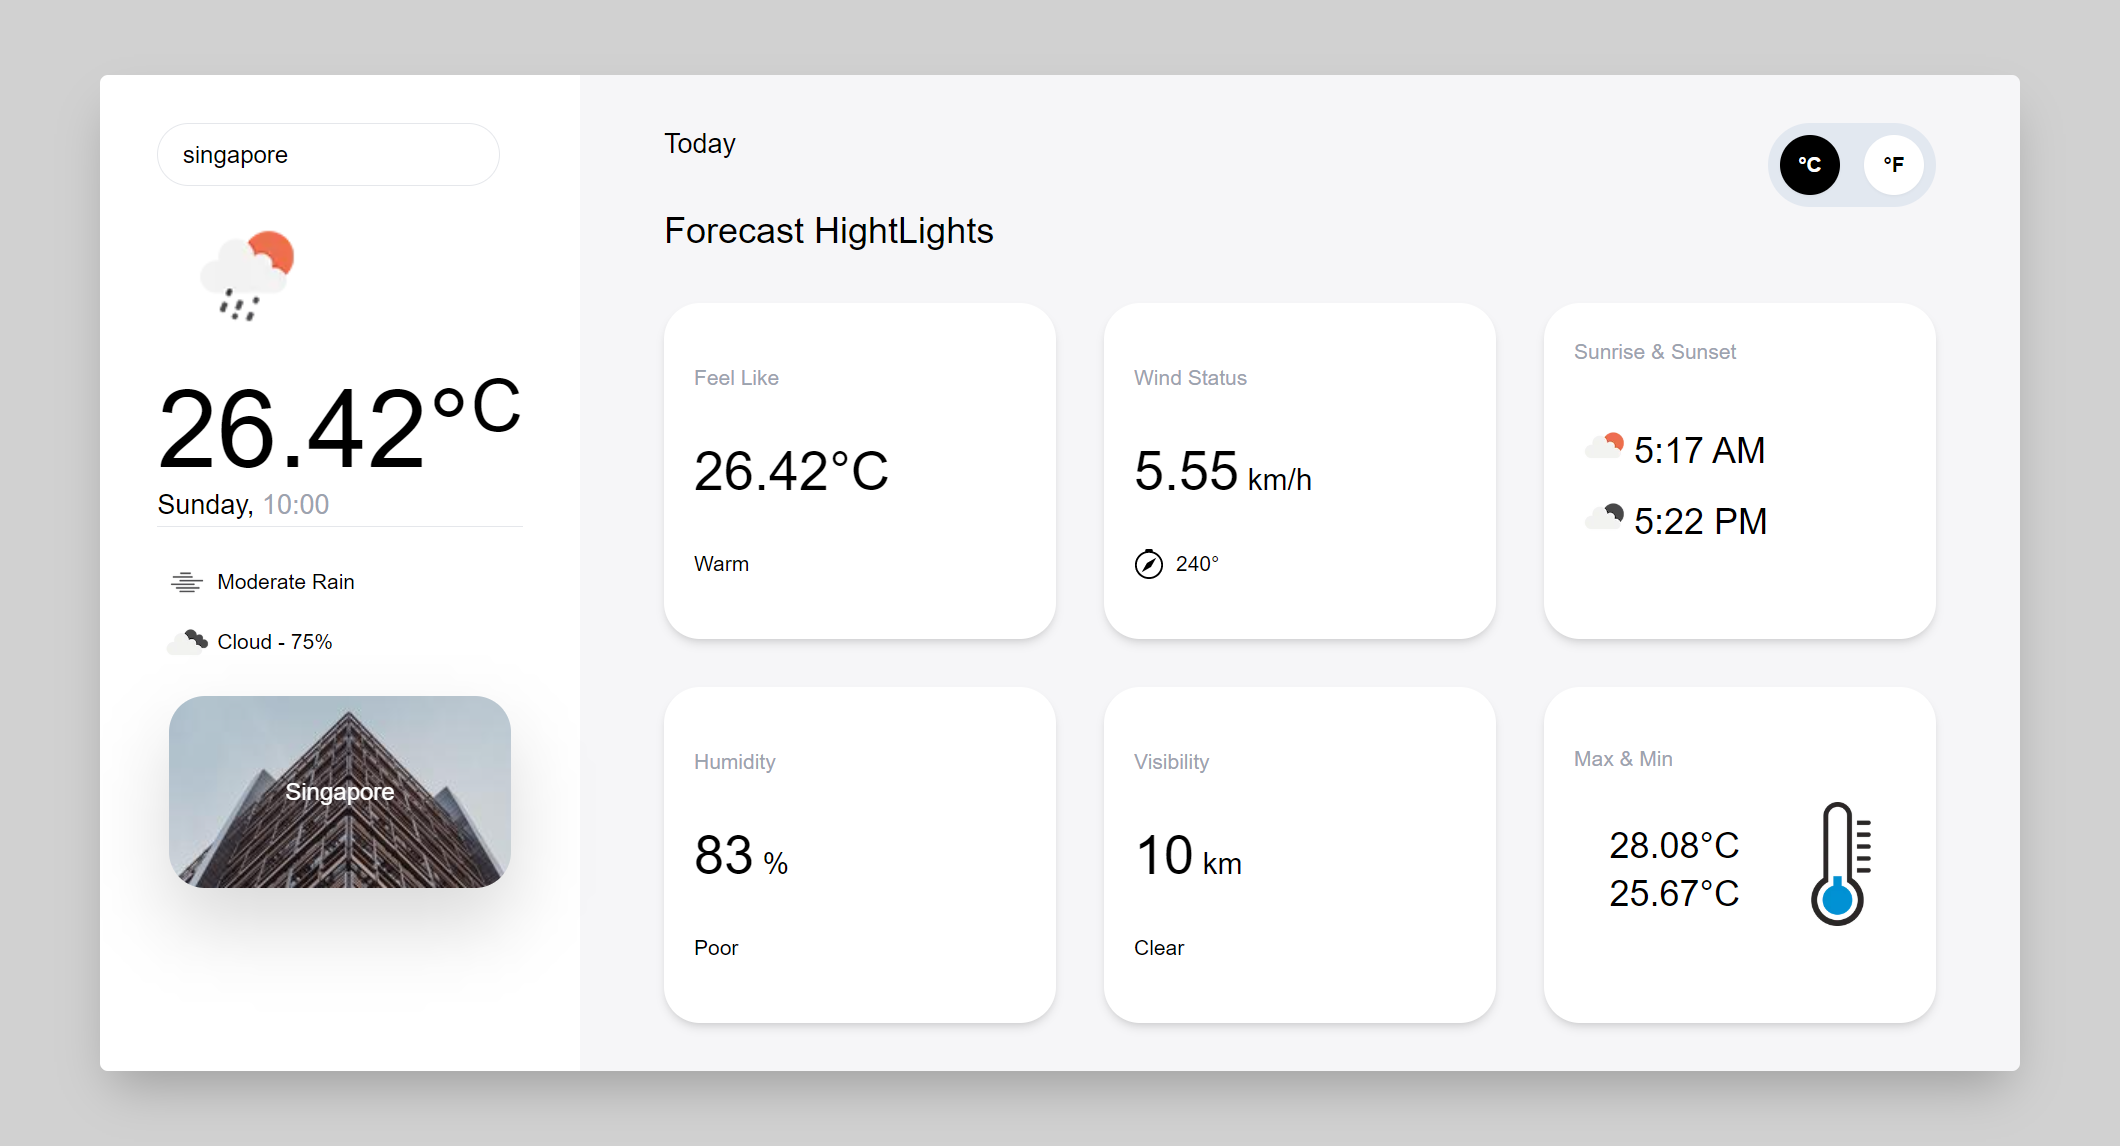 singapore
26.42°C
Sunday, 10:00
Moderate Rain
Cloud - 75%
Singapore
Today
°C °F
Forecast HightLights
Feel Like
26.42°C
Warm
Wind Status
5.55 km/h
240°
Sunrise & Sunset
5:17 AM
5:22 PM
Humidity
83 %
Poor
Visibility
10 km
Clear
Max & Min
28.08°C
25.67°C